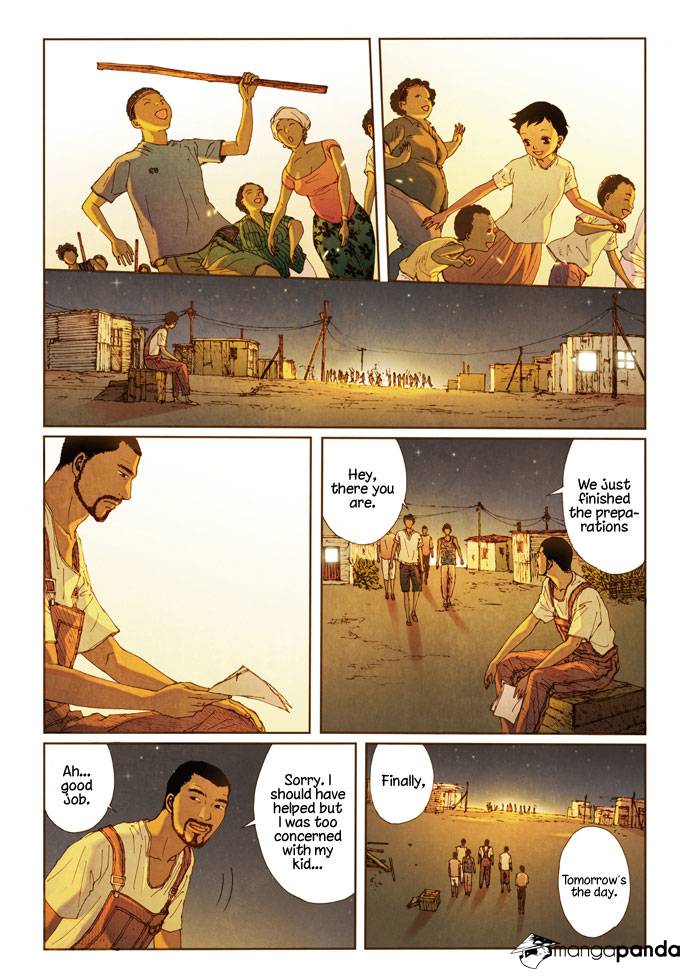 Hey,
there you
are.
We just
finished
the prepa-
rations
Ah...
good
job.
Sorry. I
should have
helped but
I was too
concerned
with my
kid...
Finally,
Tomorrow's
the day.
mangapanda